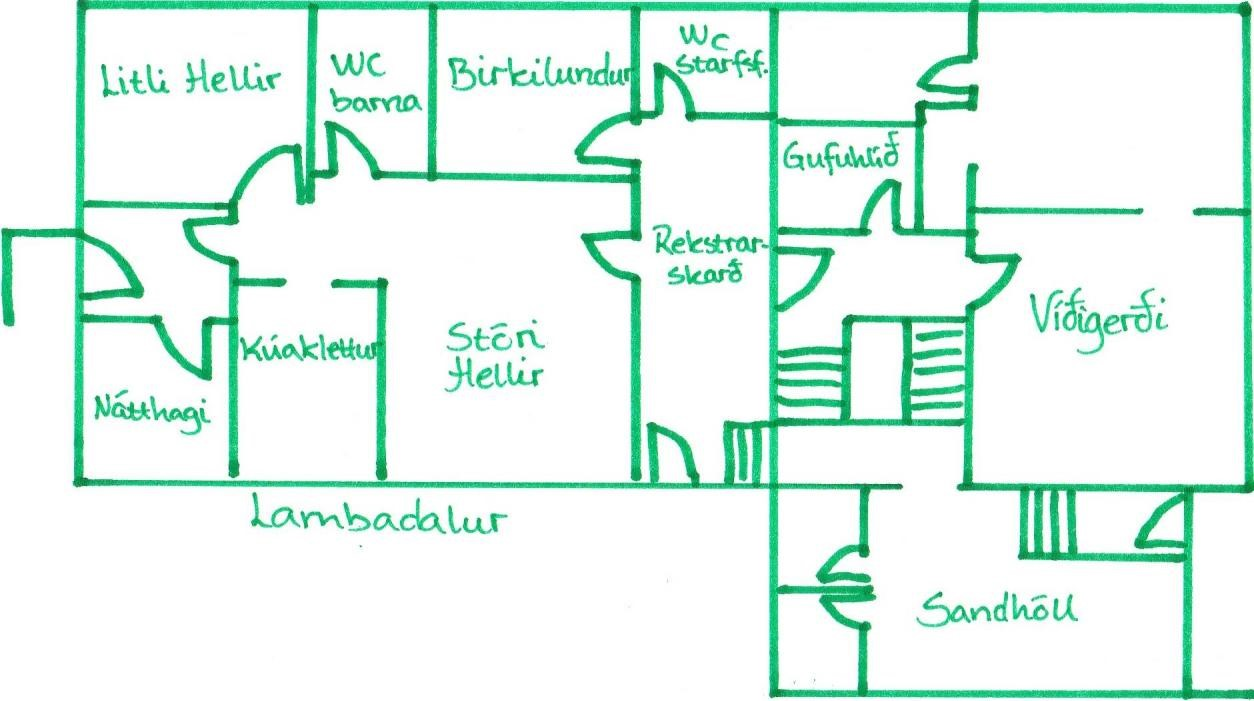 Litli Hellir
WC
barna
Birkilundur
WC
starfsf.
Gufuhlíð
Rekstrar-
skarð
Víðigerði
Stóri
Hellir
Kúaklettur
Nátthagi
Lambadalur
Sandhóll